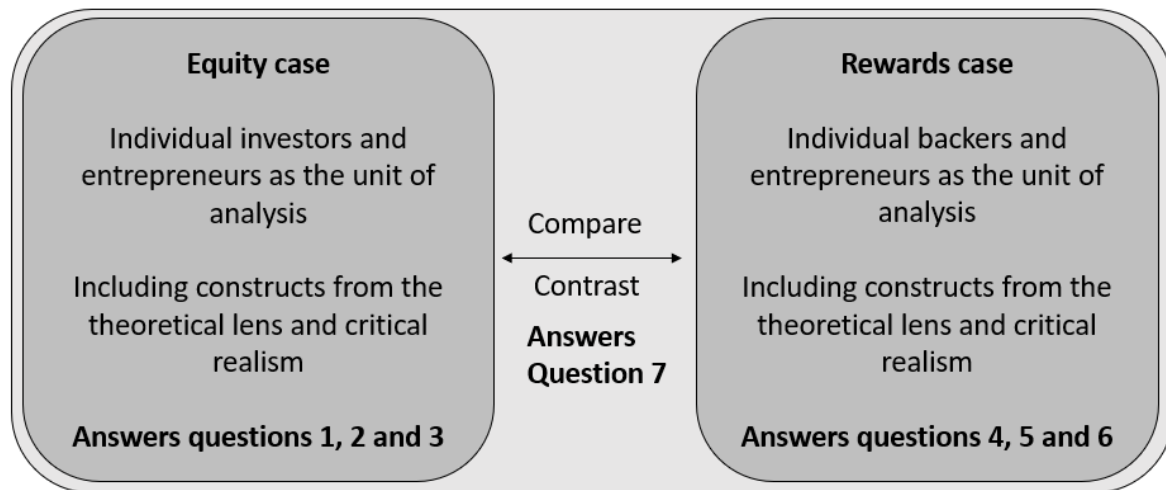 Equity case
Individual investors and
entrepreneurs as the unit of
analysis
Including constructs from the
theoretical lens and critical
realism
Answers questions 1, 2 and 3
Compare
Contrast
Answers
Question 7
Rewards case
Individual backers and
entrepreneurs as the unit of
analysis
Including constructs from the
theoretical lens and critical
realism
Answers questions 4, 5 and 6